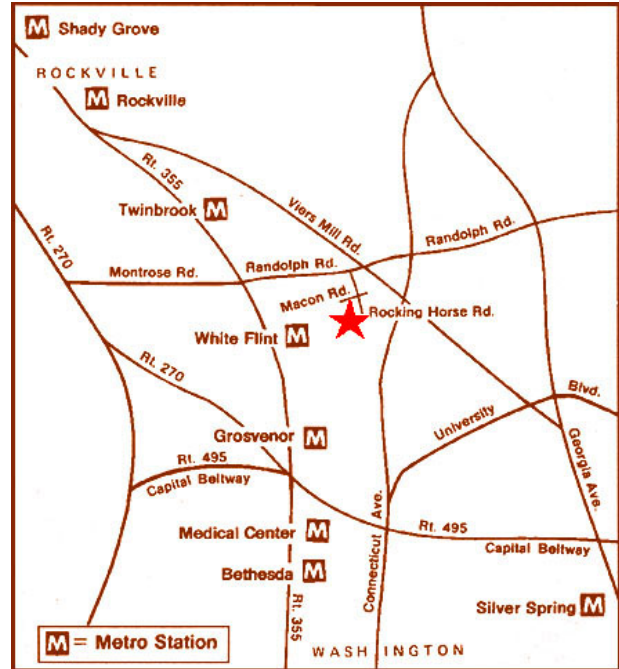 M Shady Grove
ROCKVILLE
M Rockville
Rt. 355
Twinbrook M
Viers Mill Rd.
Rt. 270
Randolph Rd.
Montrose Rd.
Randolph Rd.
Macon Rd.
Rocking Horse Rd.
White Flint M
Rt. 270
Blvd.
University
Grosvenor M
Georgia Ave.
Rt. 495
Capital Beltway
Connecticut Ave.
Medical Center M
Rt. 495
Capital Beltway
Bethesda M
Rt. 355
Silver Spring M
M = Metro Station
WASHINGTON